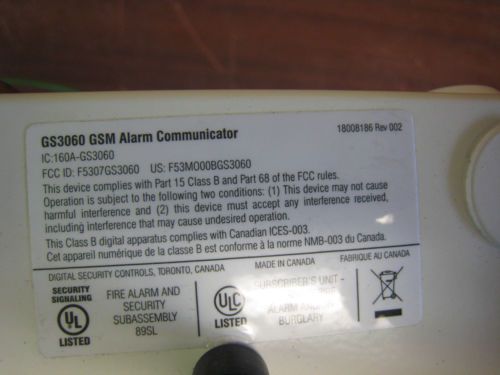 GS3060 GSM Alarm Communicator
18008186 Rev 002
IC:160A-GS3060
FCC ID: F5307GS3060 US: F53MO00BGS3060
This device complies with Part 15 Class B and Part 68 of the FCC rules.
Operation is subject to the following two conditions: (1) This device may not cause
harmful interference and (2) this device must accept any interference received,
including interference that may cause undesired operation.
This Class B digital apparatus complies with Canadian ICES-003.
Cet appareil numérique de la classe B est conforme à la norme NMB-003 du Canada.
DIGITAL SECURITY CONTROLS, TORONTO, CANADA
MADE IN CANADA
FABRIQUE AU CANADA
SECURITY
SIGNALING
UL
LISTED
FIRE ALARM AND
SECURITY
SUBASSEMBLY
89SL
ULC
LISTED
SUBSCRIBER'S UNIT -
ALARM AND
BURGLARY